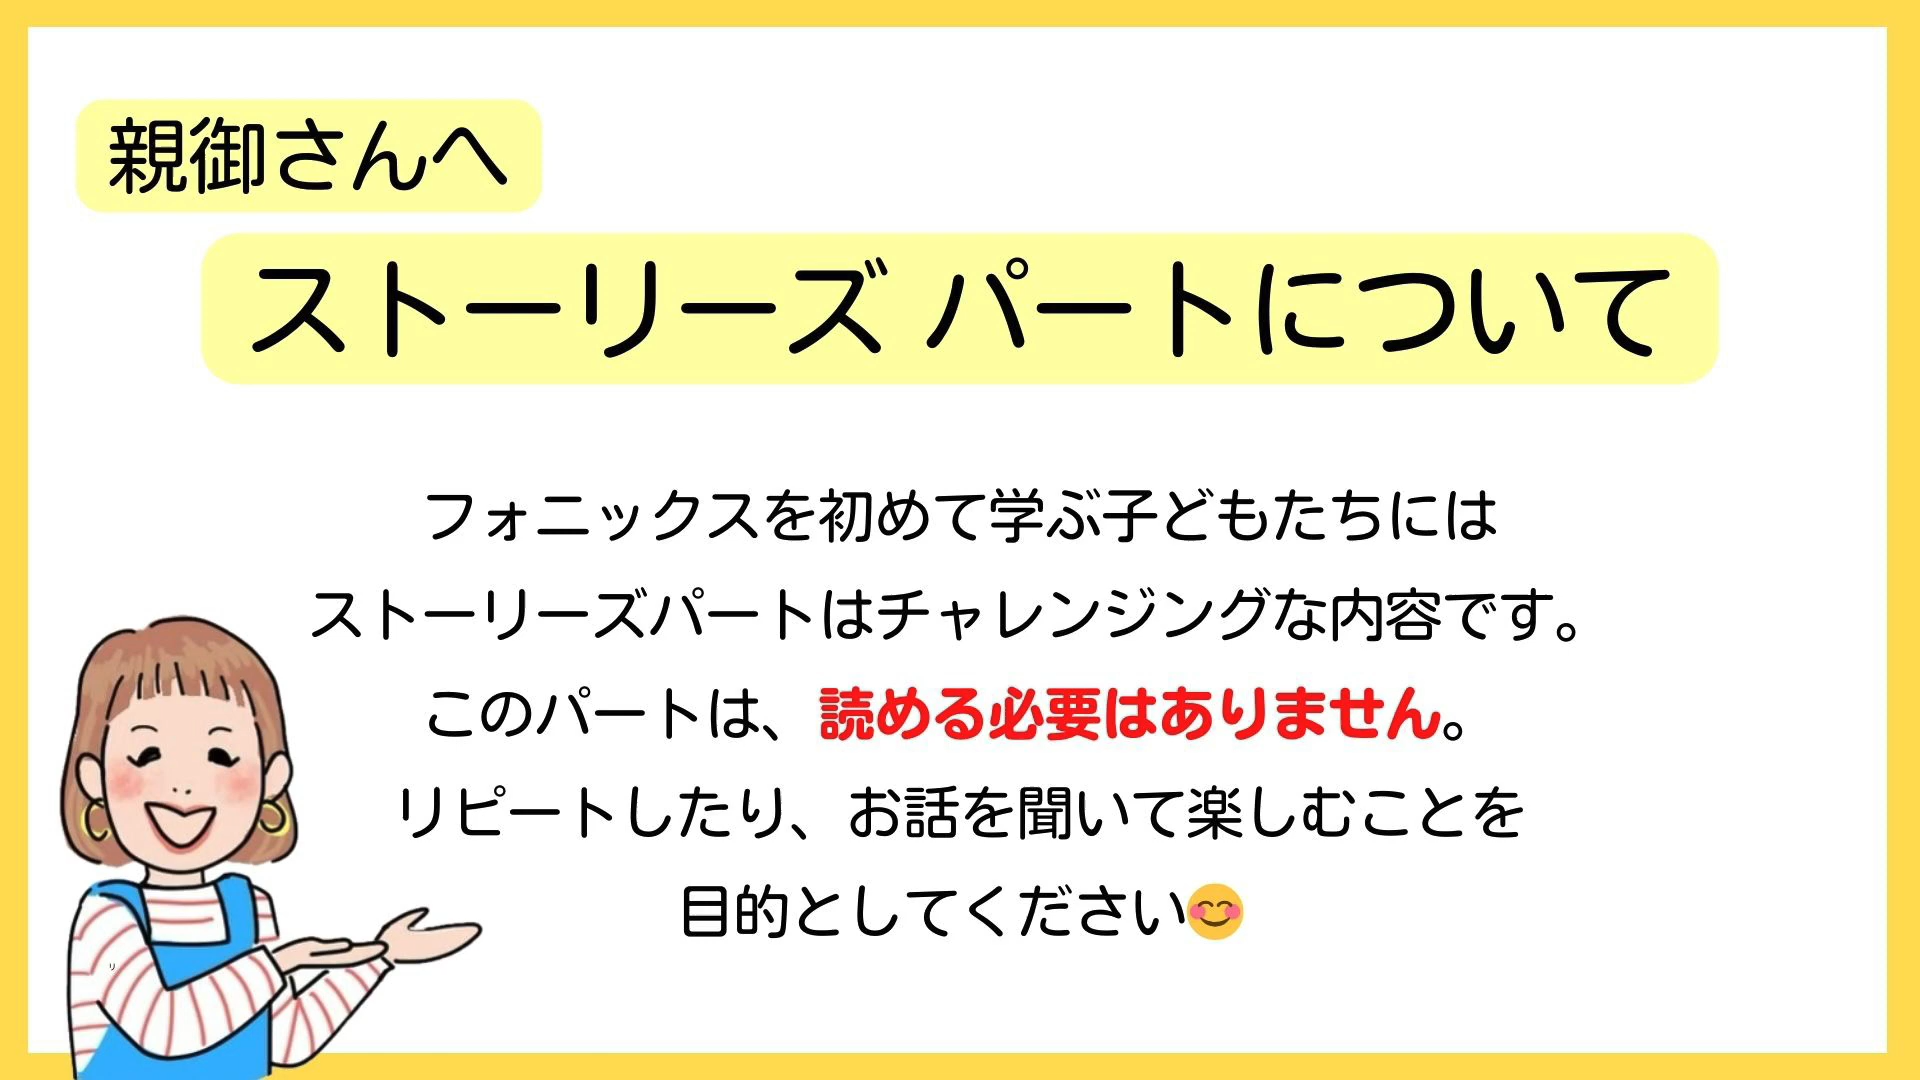 親御さんへ
ストーリーズ パートについて
フォニックスを初めて学ぶ子どもたちには
ストーリーズパートはチャレンジングな内容です。
このパートは、読める必要はありません。
リピートしたり、お話を聞いて楽しむことを
目的としてください😊
リ